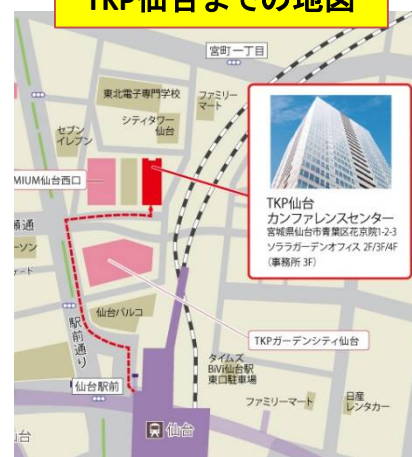 TKP仙台までの地図
宮町一丁目
東北電子専門学校
ファミリー
マート
シティタワー
仙台
セブン
イレブン
MIUM仙台西口
TKP仙台
カンファレンスセンター
宮城県仙台市青葉区花京院1-2-3
ソララガーデンオフィス 2F/3F/4F
(事務所 3F)
瀬通
ーソン
ード
仙台パルコ
TKPガーデンシティ仙台
駅前通り
タイムズ
BiVi仙台駅
東口駐車場
仙台駅前
ファミリーマート
日産
レンタカー
仙台
台